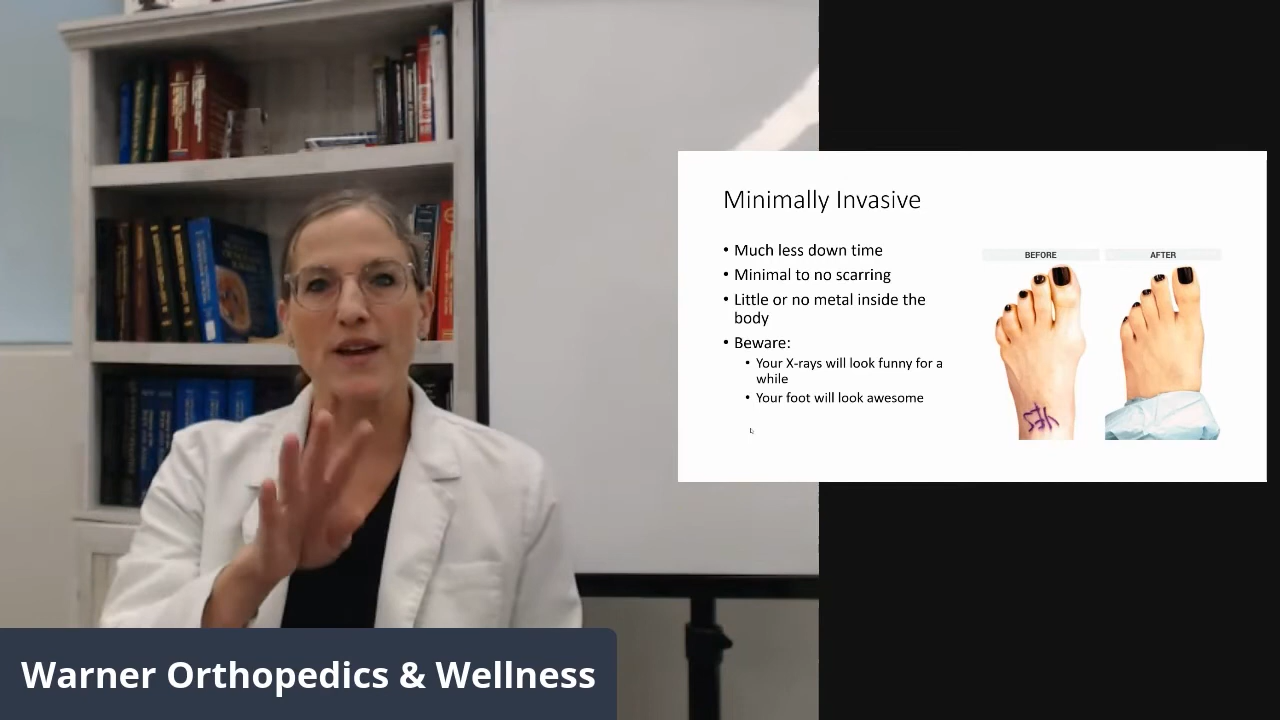 Minimally Invasive
• Much less down time
• Minimal to no scarring
• Little or no metal inside the
body
• Beware:
• Your X-rays will look funny for a
while
• Your foot will look awesome
BEFORE
AFTER
YES
Warner Orthopedics & Wellness